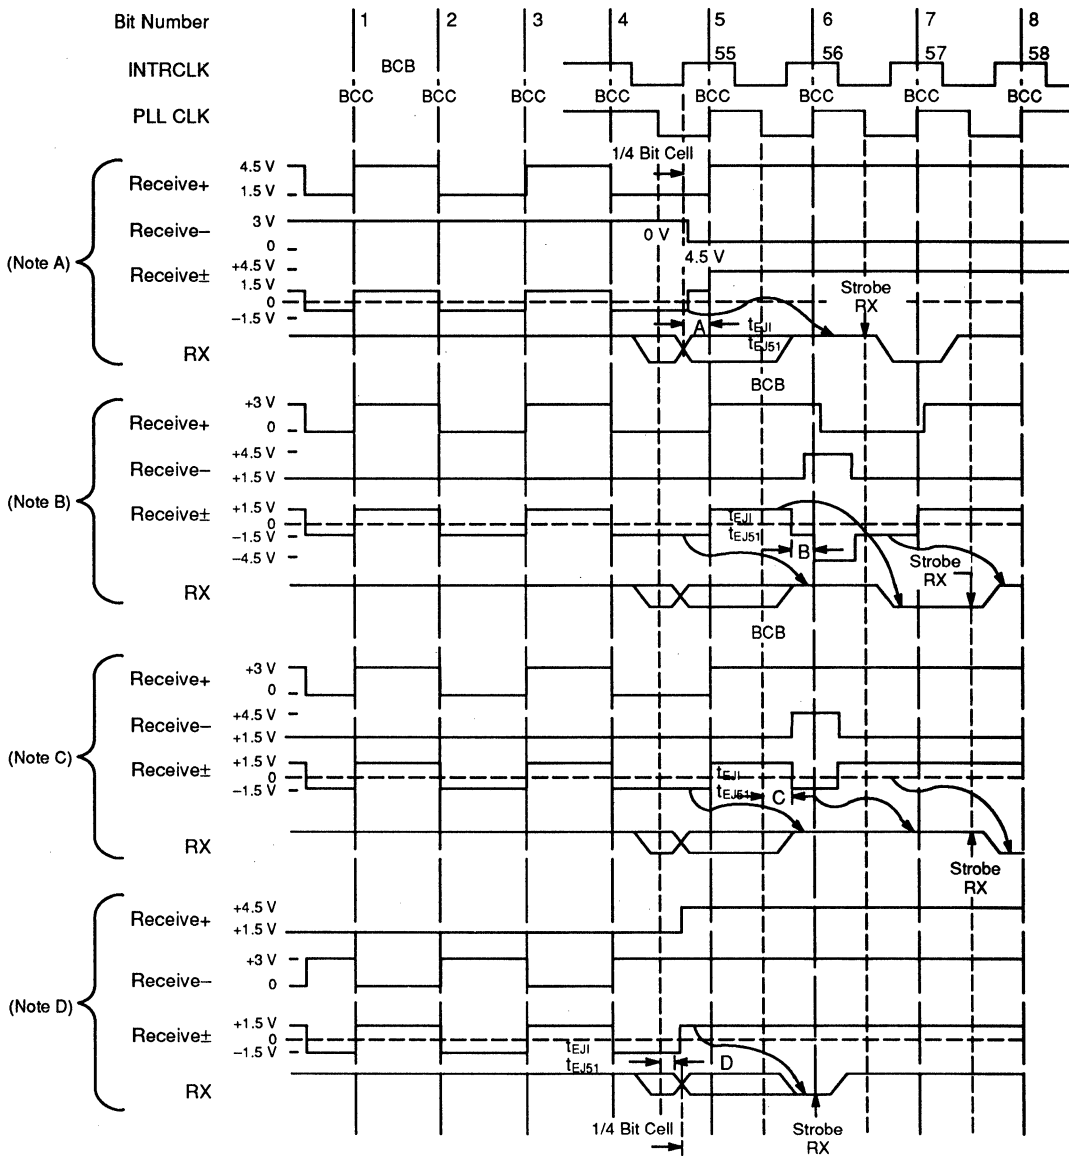 Bit Number 1 2 3 4 5 6 7 8
INTRCLK BCB 55 56 57 58
BCC BCC BCC BCC BCC BCC BCC BCC
PLL CLK
1/4 Bit Cell
(Note A)
Receive+ 4.5 V
1.5 V
Receive– 3 V
0
0 V
4.5 V
Receive± +4.5 V
1.5 V
0
–1.5 V
Strobe
RX
A tEJI
tEJ51
RX
BCB
(Note B)
Receive+ +3 V
0
Receive– +4.5 V
+1.5 V
Receive± +1.5 V
0
–1.5 V
–4.5 V
tEJI
tEJ51
B
Strobe
RX
RX
BCB
(Note C)
Receive+ +3 V
0
Receive– +4.5 V
+1.5 V
Receive± +1.5 V
0
–1.5 V
tEJI
tEJ51 C
RX
Strobe
RX
(Note D)
Receive+ +4.5 V
+1.5 V
Receive– +3 V
0
Receive± +1.5 V
0
–1.5 V
tEJI
tEJ51 D
RX
1/4 Bit Cell
Strobe
RX